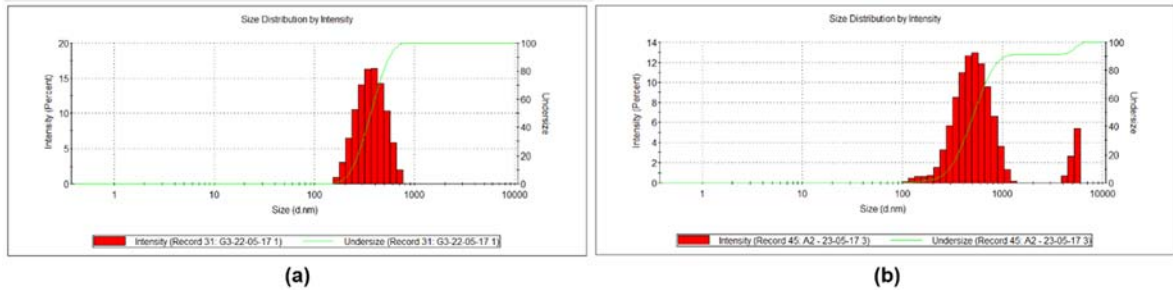 Size Distribution by Intensity
20
15
10
5
0
Intensity (Percent)
100
80
60
40
20
0
Undersize
1
10
100
1000
10000
Size (d.nm)
Intensity (Record 31: G3-22-05-17 1)
Undersize (Record 31: G3-22-05-17 1)
(a)
Size Distribution by Intensity
14
12
10
8
6
4
2
0
Intensity (Percent)
100
80
60
40
20
0
Undersize
1
10
100
1000
10000
Size (d.nm)
Intensity (Record 45: A2 - 23-05-17 3)
Undersize (Record 45: A2 - 23-05-17 3)
(b)